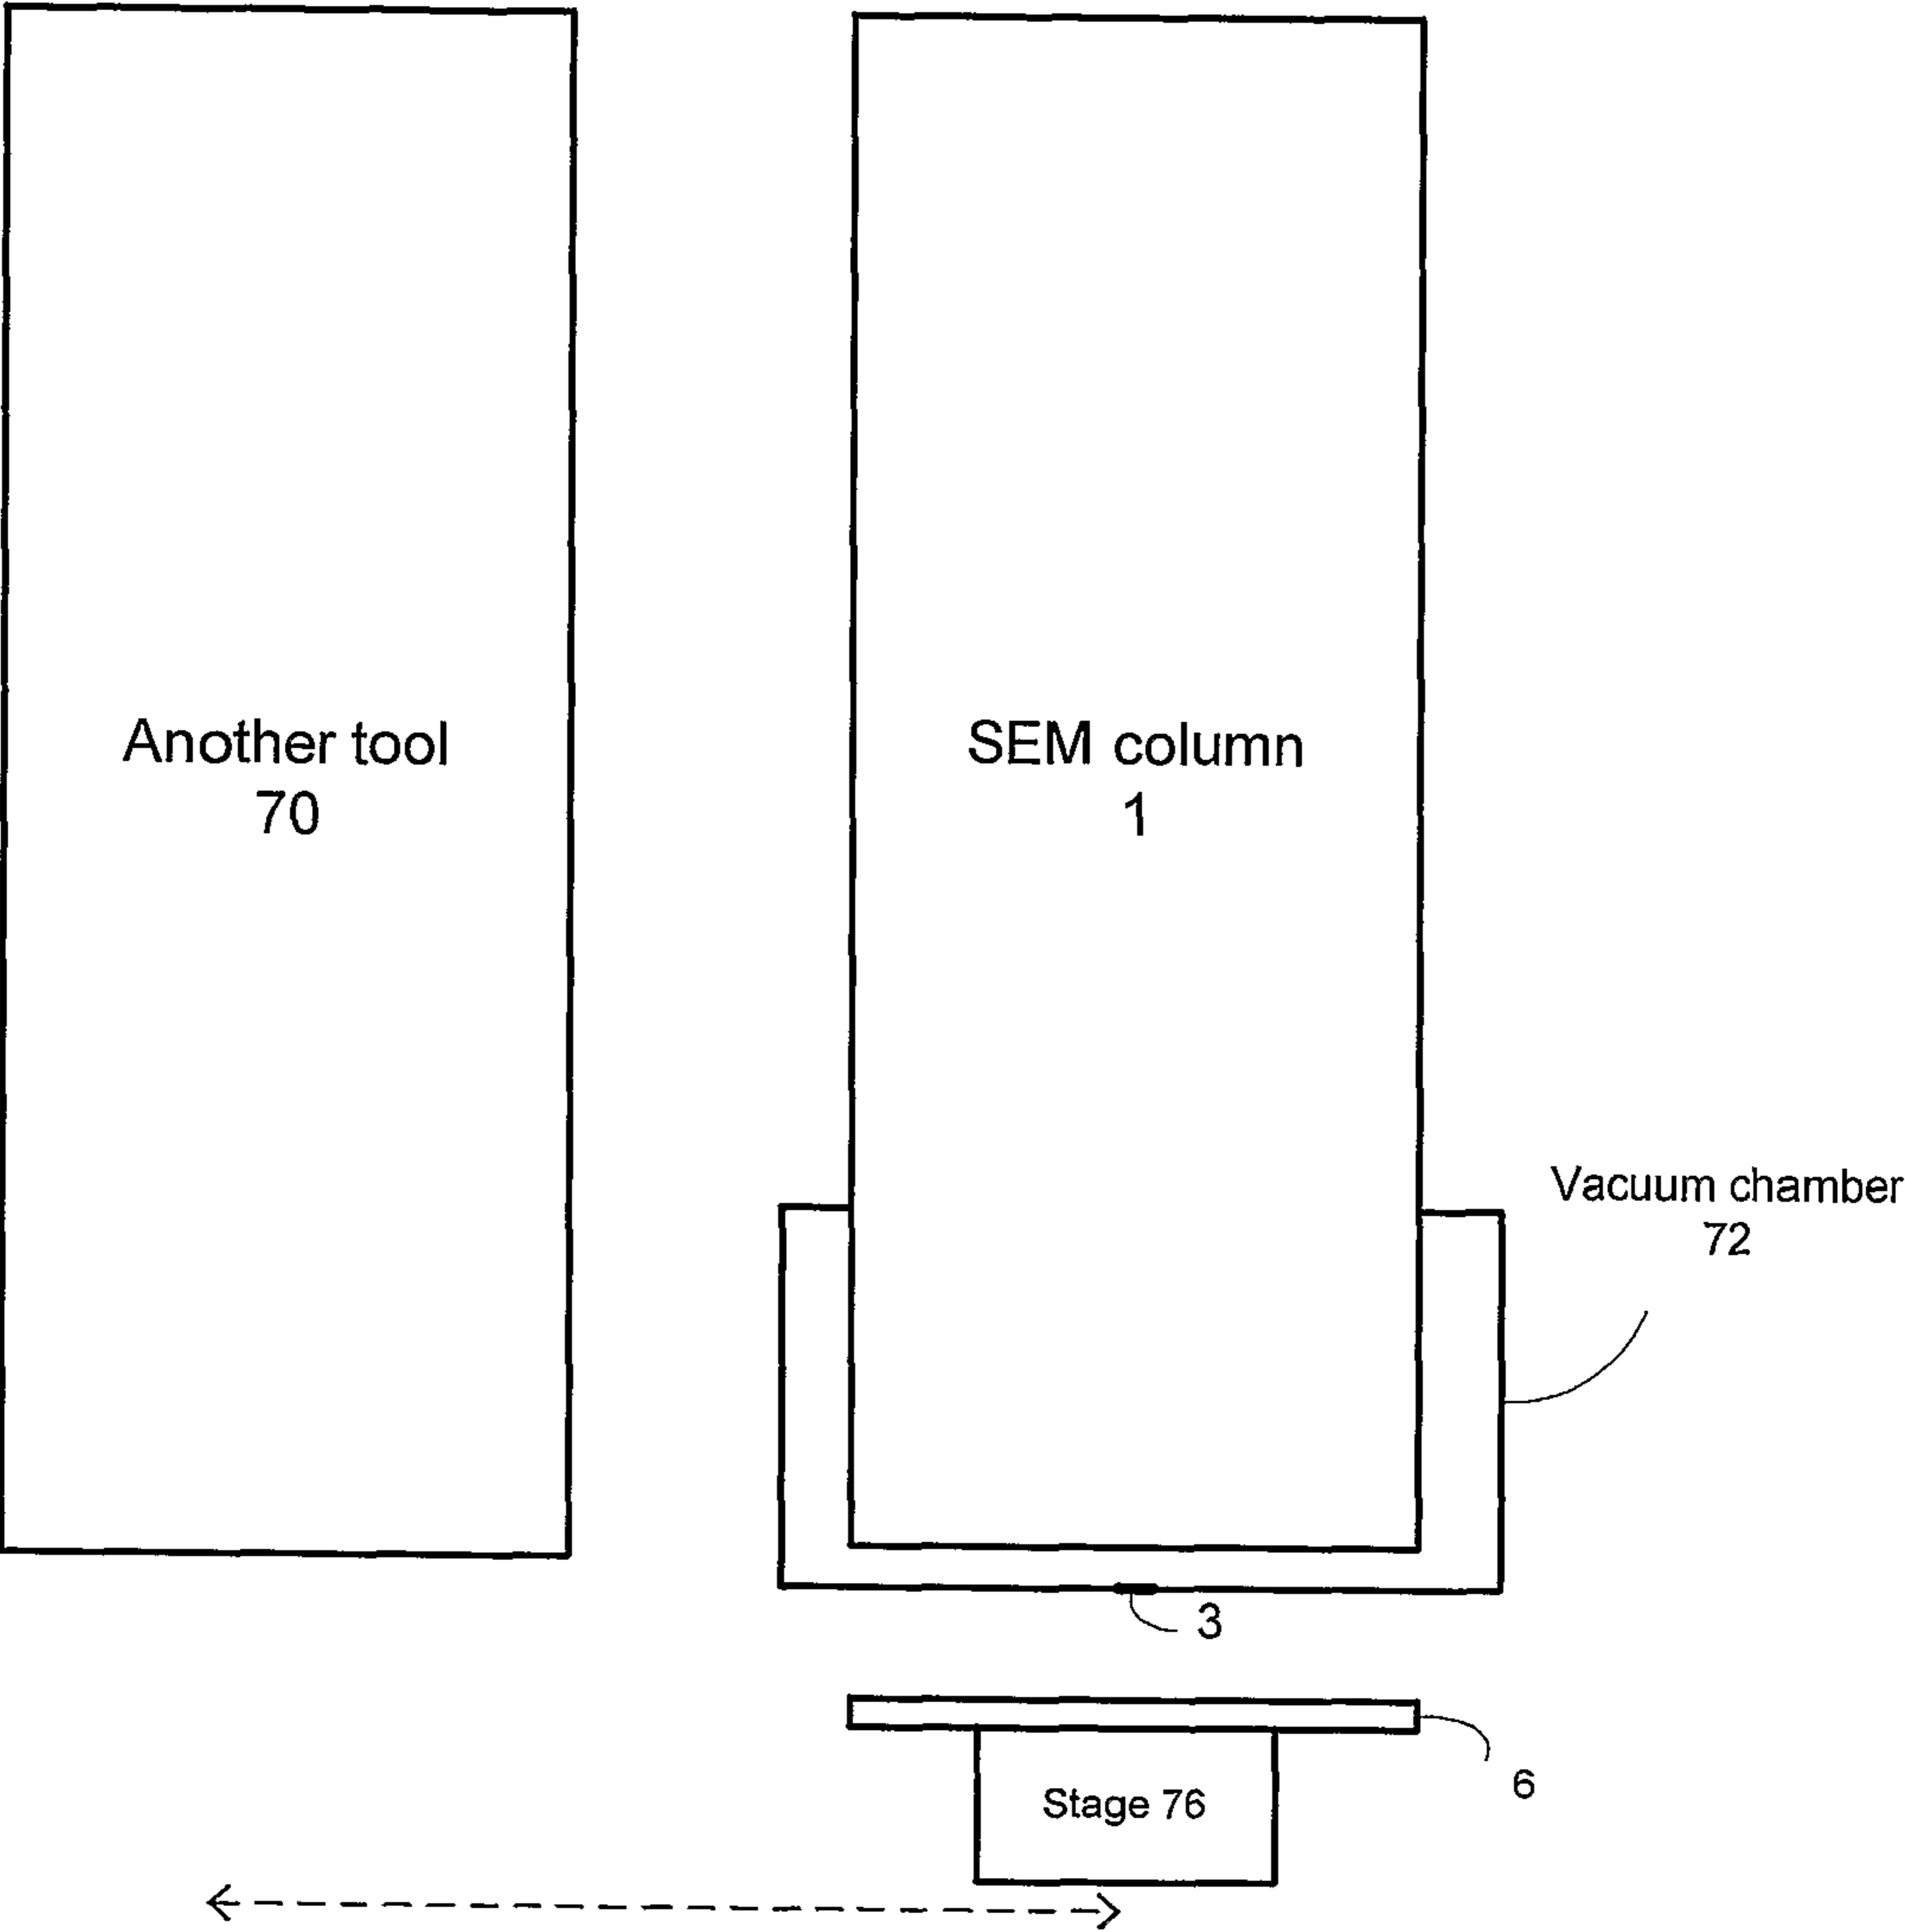 Another tool
70
SEM column
1
Vacuum chamber
72
3
6
Stage 76